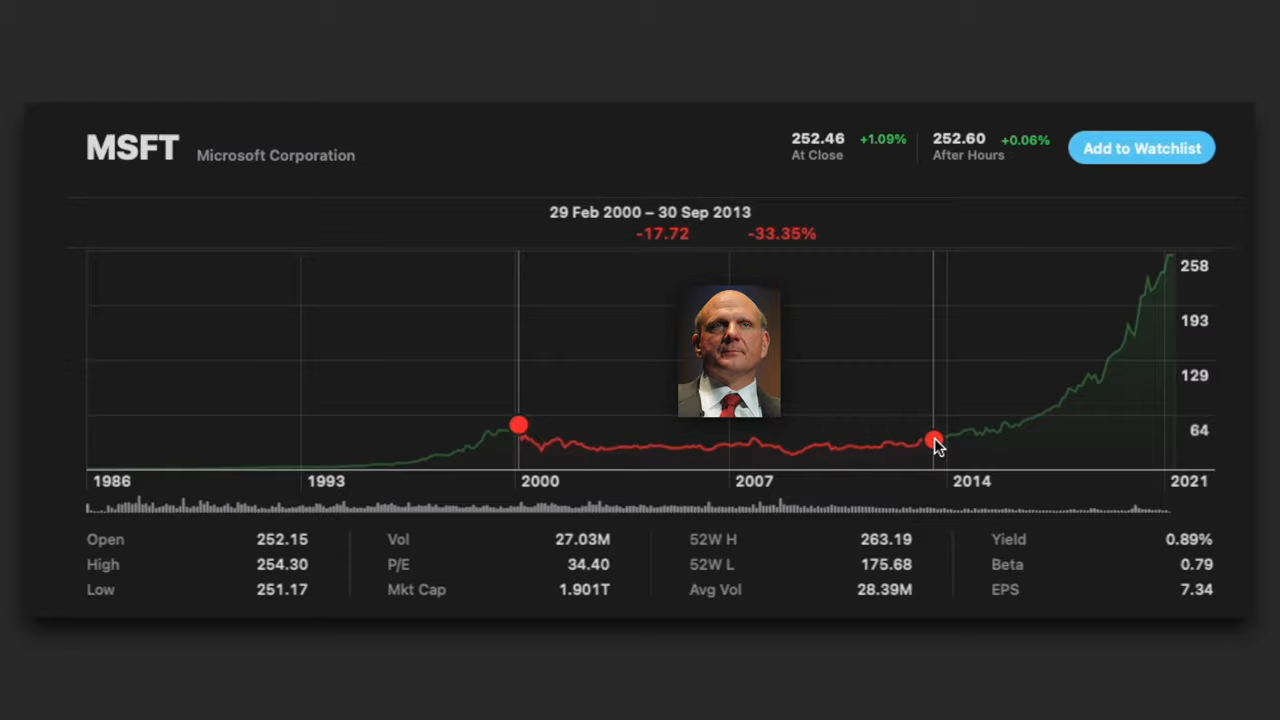 MSFT Microsoft Corporation
252.46 +1.09% 252.60 +0.06% Add to Watchlist
At Close After Hours
29 Feb 2000 – 30 Sep 2013
-17.72 -33.35%
258
193
129
64
1986 1993 2000 2007 2014 2021
Open 252.15 Vol 27.03M 52W H 263.19 Yield 0.89%
High 254.30 P/E 34.40 52W L 175.68 Beta 0.79
Low 251.17 Mkt Cap 1.901T Avg Vol 28.39M EPS 7.34